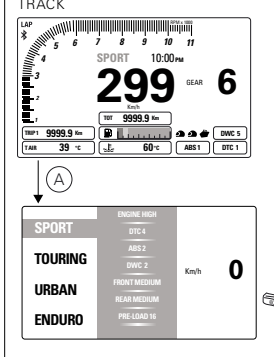 TRACK
LAP
RPM x 1000
5 6 7 8 9 10 11
4
3
2
1
SPORT 10:00 PM
299 GEAR 6
Km/h
TOT 9999.9 Km
TRIP 1 9999.9 Km
DWC 5
T AIR 39 °C
60 °C
ABS 1
DTC 1
A
SPORT
TOURING
URBAN
ENDURO
ENGINE HIGH
DTC 4
ABS 2
DWC 2
FRONT MEDIUM
REAR MEDIUM
PRE-LOAD 16
Km/h 0